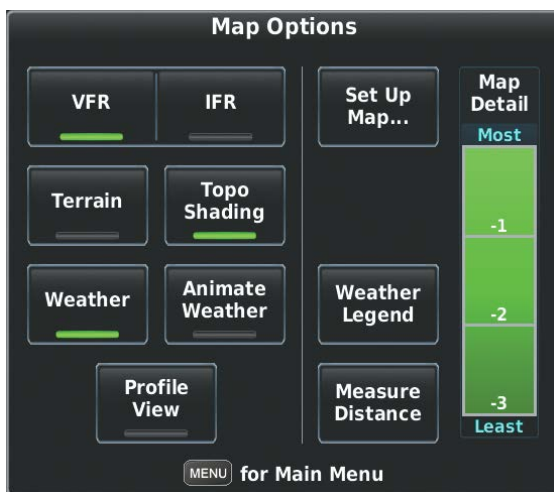 Map Options
VFR
IFR
Set Up
Map...
Map
Detail
Most
Terrain
Topo
Shading
-1
Weather
Animate
Weather
Weather
Legend
-2
Profile
View
Measure
Distance
-3
Least
MENU for Main Menu